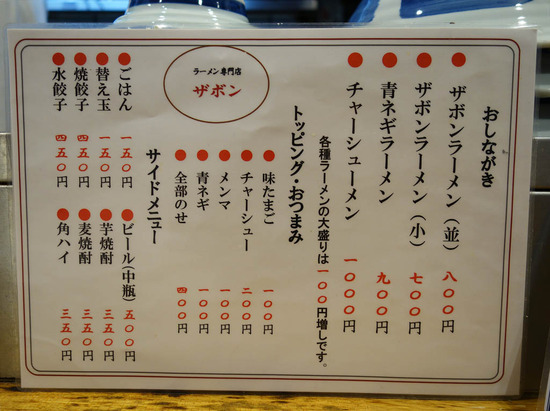 おしながき
ザボンラーメン(並) 八〇〇円
ザボンラーメン(小) 七〇〇円
青ネギラーメン 九〇〇円
チャーシューメン 一〇〇〇円
各種ラーメンの大盛りは一〇〇円増しです。
トッピング・おつまみ
味たまご 一〇〇円
チャーシュー 二〇〇円
メンマ 一〇〇円
青ネギ 一〇〇円
全部のせ 四〇〇円
ラーメン専門店
ザボン
サイドメニュー
ごはん 一五〇円
替え玉 一五〇円
焼餃子 四五〇円
水餃子 四五〇円
ビール(中瓶) 五〇〇円
芋焼酎 三五〇円
麦焼酎 三五〇円
角ハイ 三五〇円